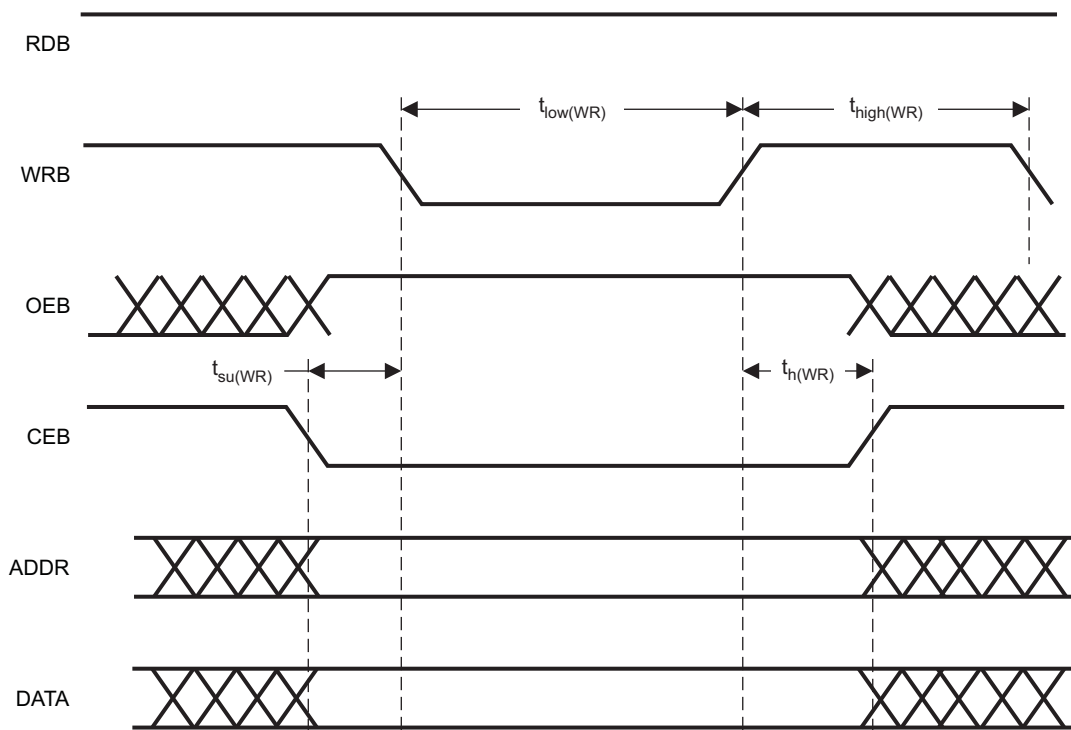 RDB
t_low(WR) t_high(WR)
WRB
OEB
t_su(WR) t_h(WR)
CEB
ADDR
DATA